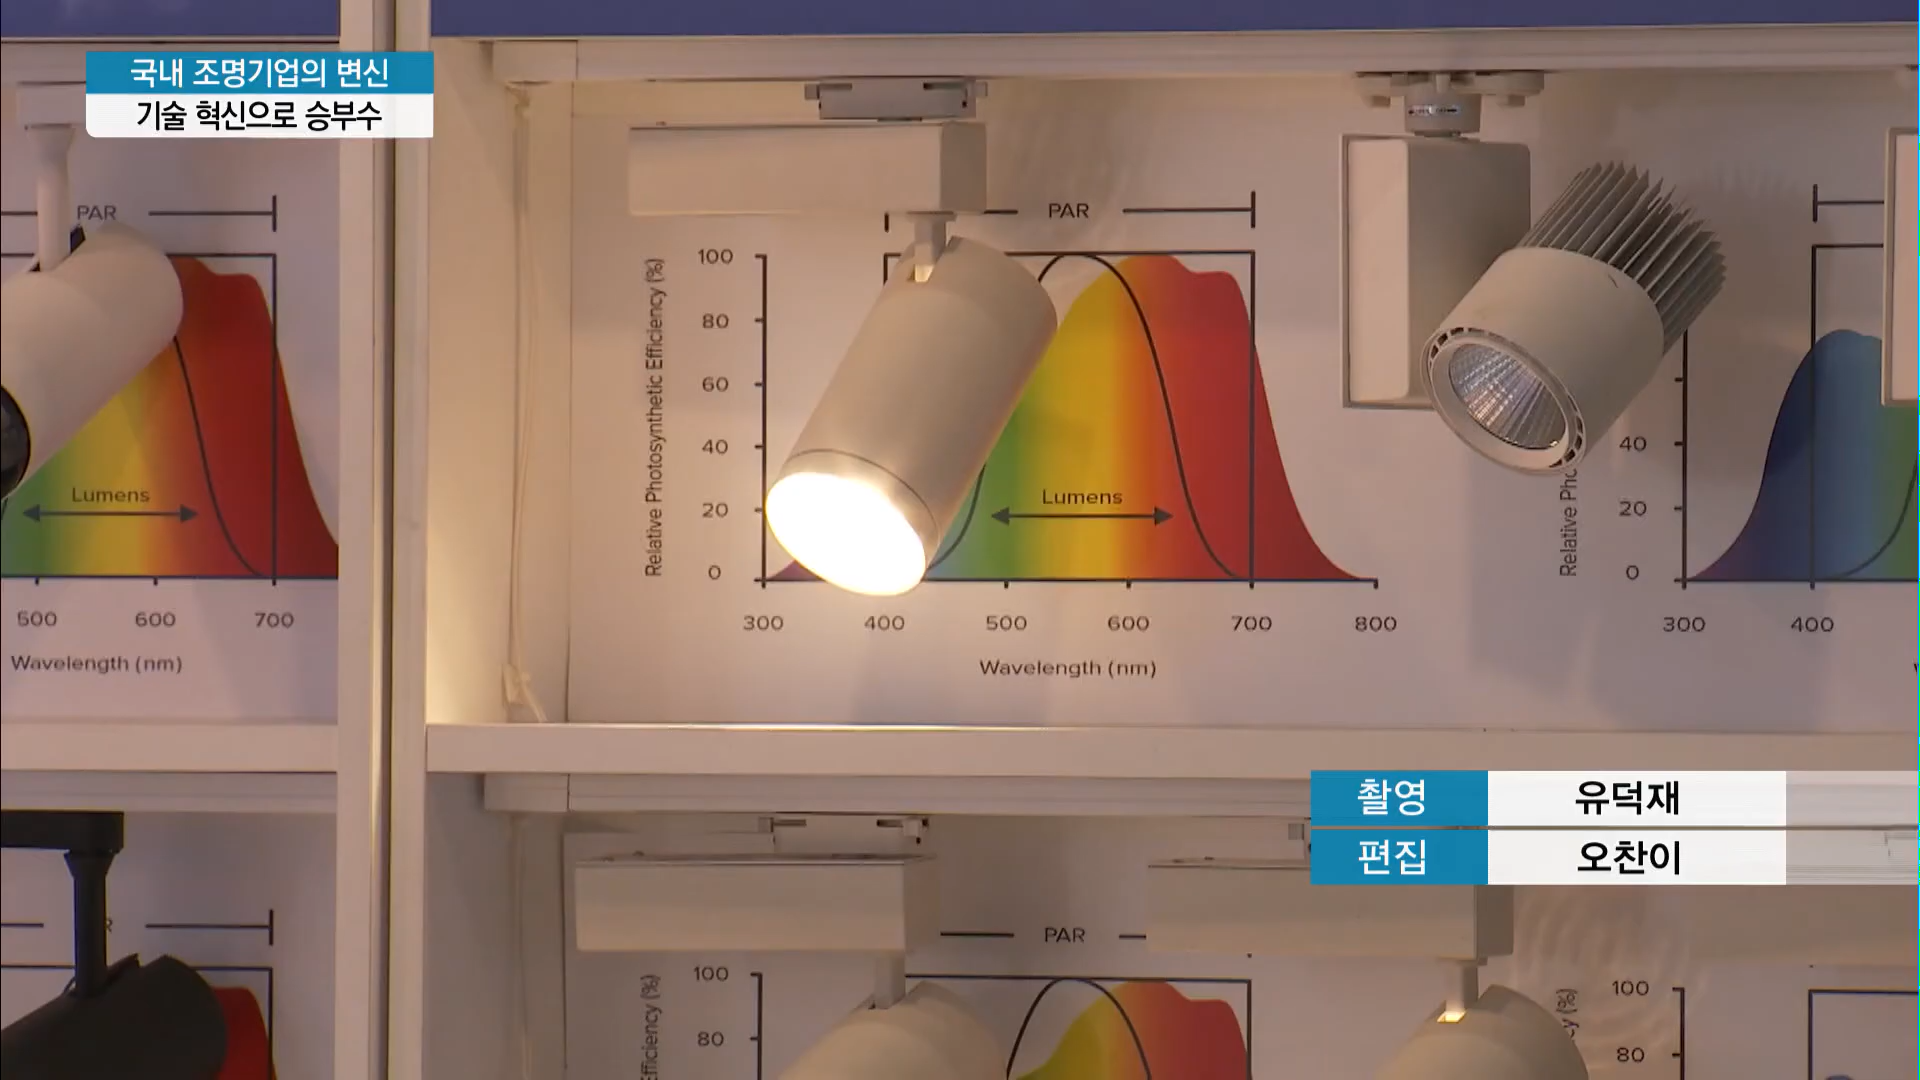 국내 조명기업의 변신
기술 혁신으로 승부수
PAR
Lumens
500 600 700
Wavelength (nm)
PAR
Relative Photosynthetic Efficiency (%)
100
80
60
40
20
0
Lumens
300 400 500 600 700 800
Wavelength (nm)
Relative
40
20
0
300 400
촬영 유덕재
편집 오찬이
PAR
Efficiency (%)
100
80
100
80